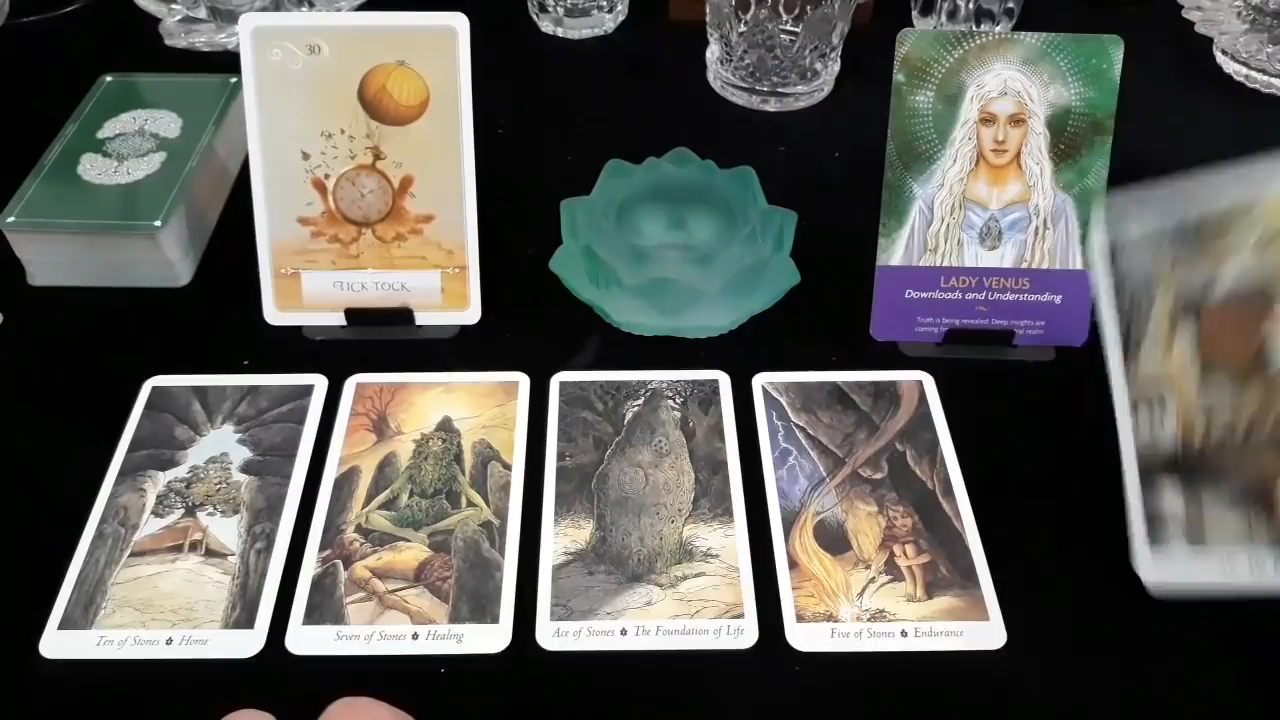 30
TICK TOCK
LADY VENUS
Downloads and Understanding
Truth is being revealed. Deep insights are
coming
Ten of Stones Home
Seven of Stones Healing
Ace of Stones The Foundation of Life
Five of Stones Endurance